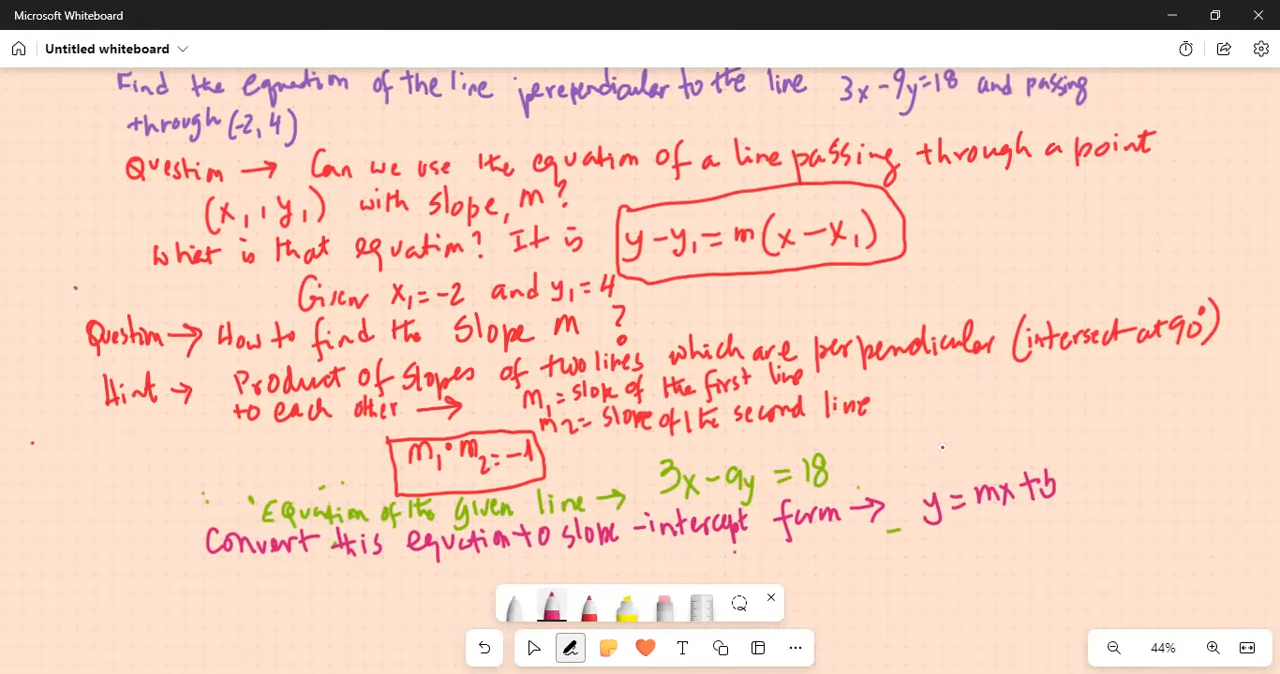 Microsoft Whiteboard
Untitled whiteboard
Find the equation of the line perependicular to the line 3x-9y=18 and passing
through (-2, 4)
Question → Can we use the equation of a line passing through a point
(x₁, y₁) with slope, m?
What is that equation? It is y-y₁=m(x-x₁)
Given x₁=-2 and y₁=4
Question → How to find the slope m ?
Hint → Product of slopes of two lines which are perpendicular (intersect at 90°)
to each other → m₁= slope of the first line
m₂= slope of the second line
m₁•m₂=-1
Equation of the given line → 3x-9y=18
Convert this equation to slope-intercept form → y=mx+b
44%